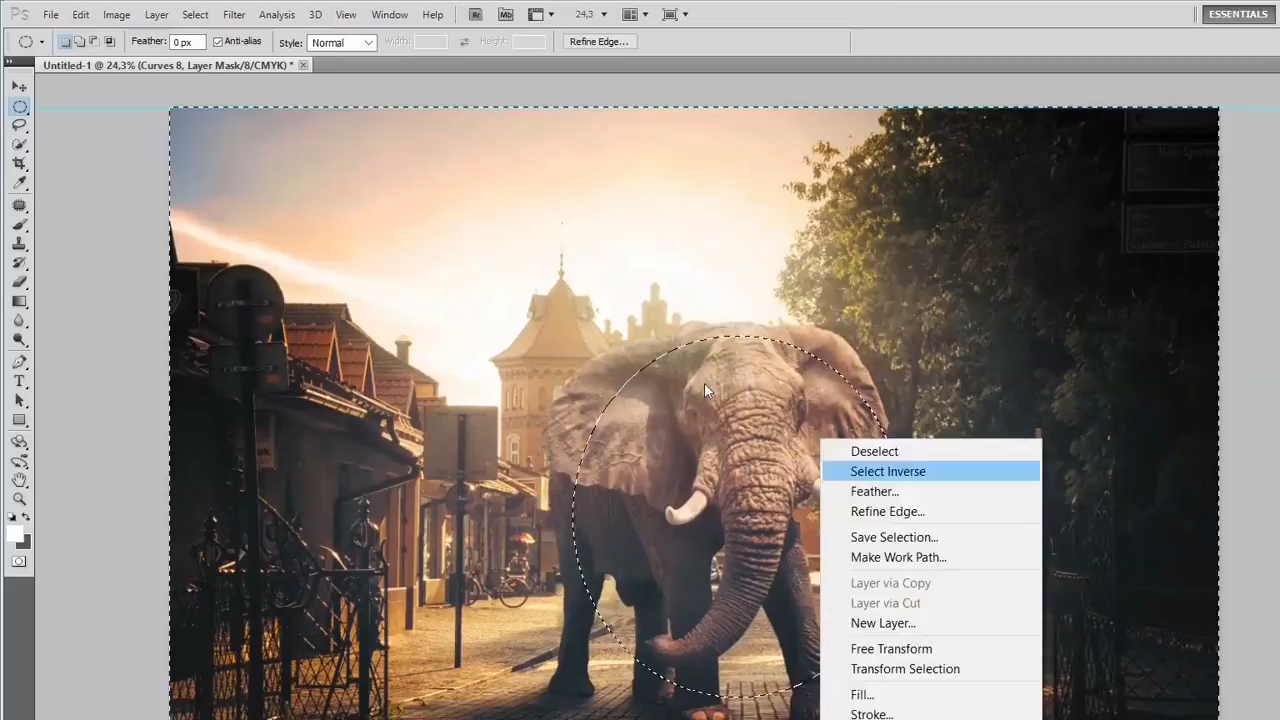 Ps File Edit Image Layer Select Filter Analysis 3D View Window Help Br Mb 24,3 ESSENTIALS
Feather: 0 px Anti-alias Style: Normal Width: Height: Refine Edge...
Untitled-1 @ 24,3% (Curves 8, Layer Mask/8/CMYK) *
Deselect
Select Inverse
Feather...
Refine Edge...
Save Selection...
Make Work Path...
Layer via Copy
Layer via Cut
New Layer...
Free Transform
Transform Selection
Fill...
Stroke...